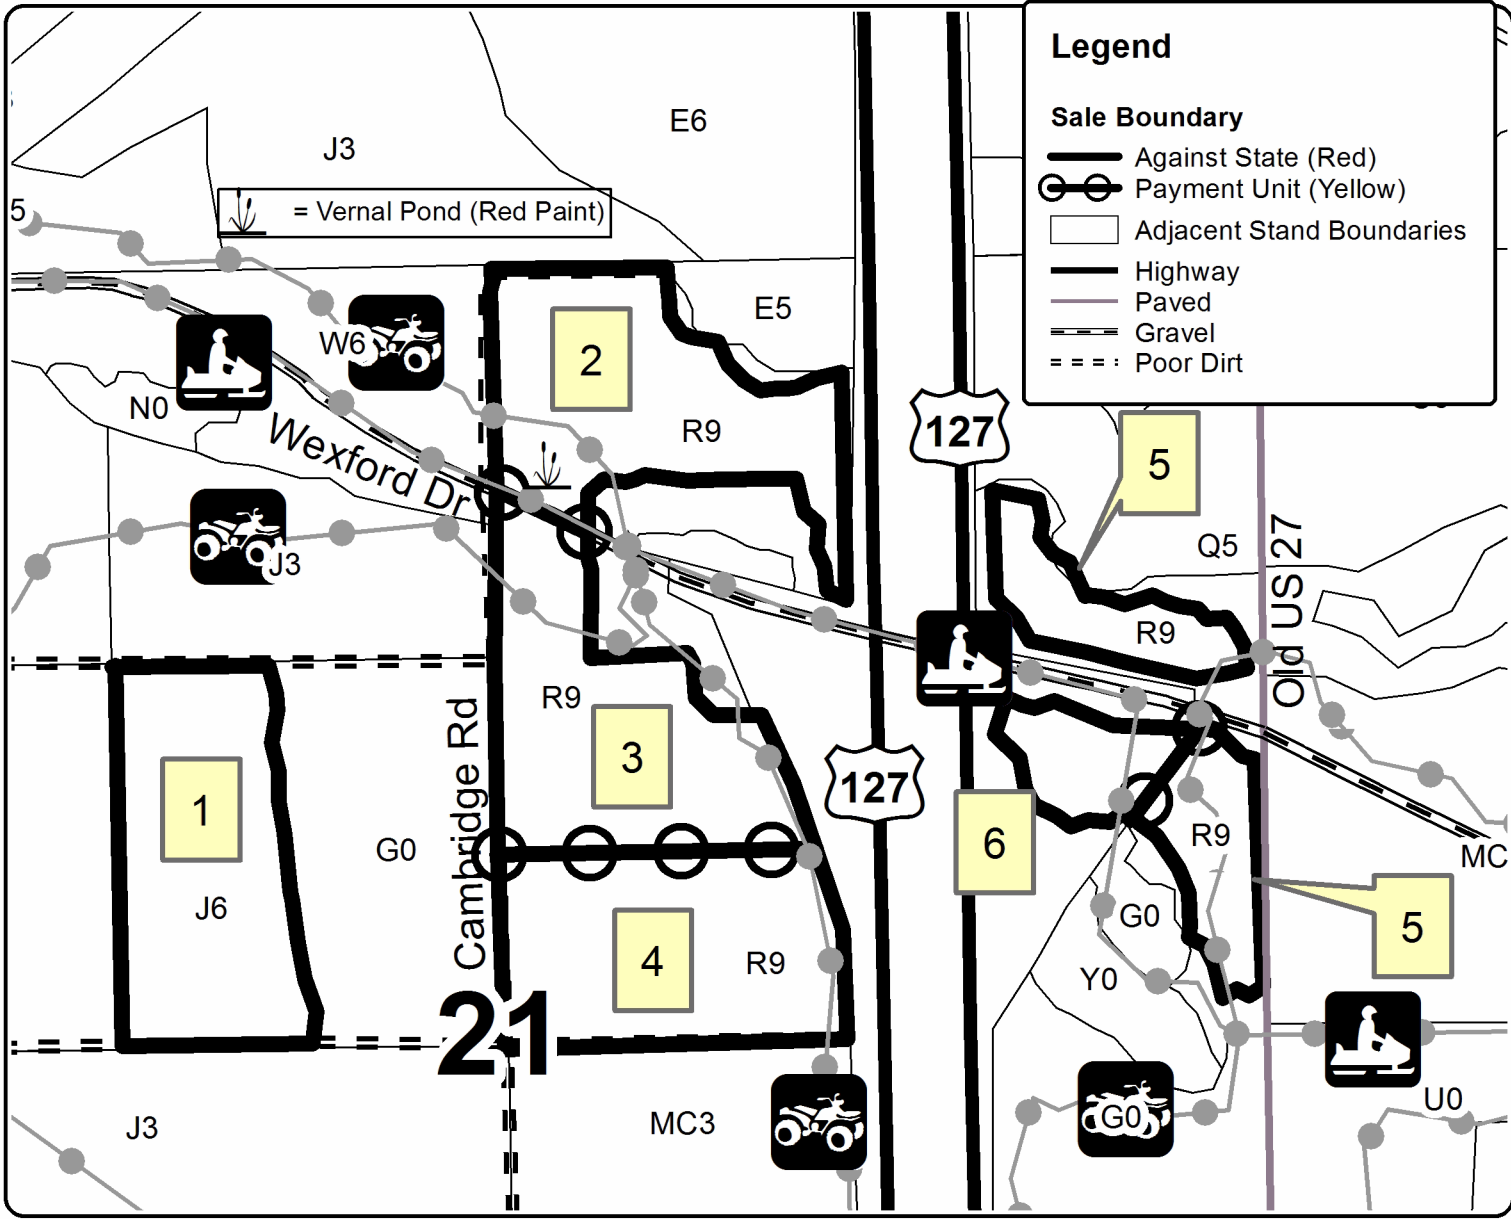 Legend
Sale Boundary
Against State (Red)
Payment Unit (Yellow)
Adjacent Stand Boundaries
Highway
Paved
Gravel
Poor Dirt
E6
J3
= Vernal Pond (Red Paint)
5
E5
W6
2
N0
R9
127
5
Wexford Dr
Q5
J3
Old US 27
R9
R9
3
Cambridge Rd
127
1
6
R9
MC
G0
J6
G0
5
4
R9
Y0
21
J3
MC3
G0
U0